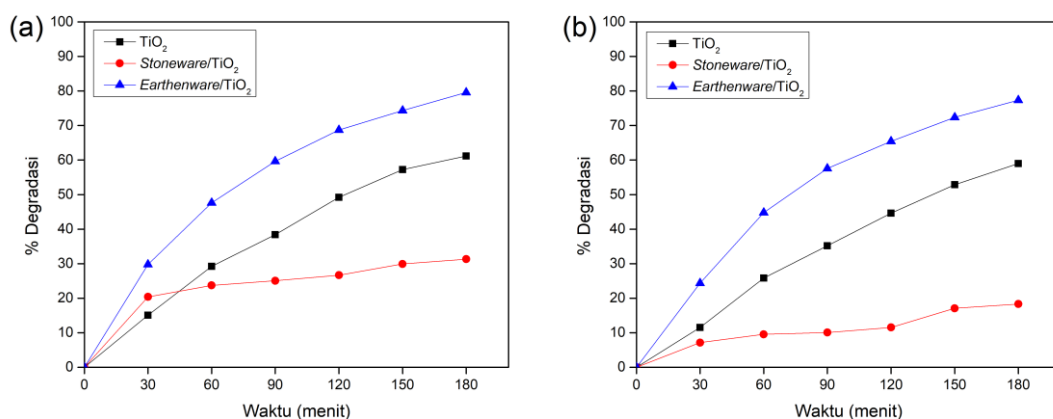 (a)
TiO₂
Stoneware/TiO₂
Earthenware/TiO₂
% Degradasi
100
90
80
70
60
50
40
30
20
10
0
0 30 60 90 120 150 180
Waktu (menit)
(b)
TiO₂
Stoneware/TiO₂
Earthenware/TiO₂
% Degradasi
100
90
80
70
60
50
40
30
20
10
0
0 30 60 90 120 150 180
Waktu (menit)